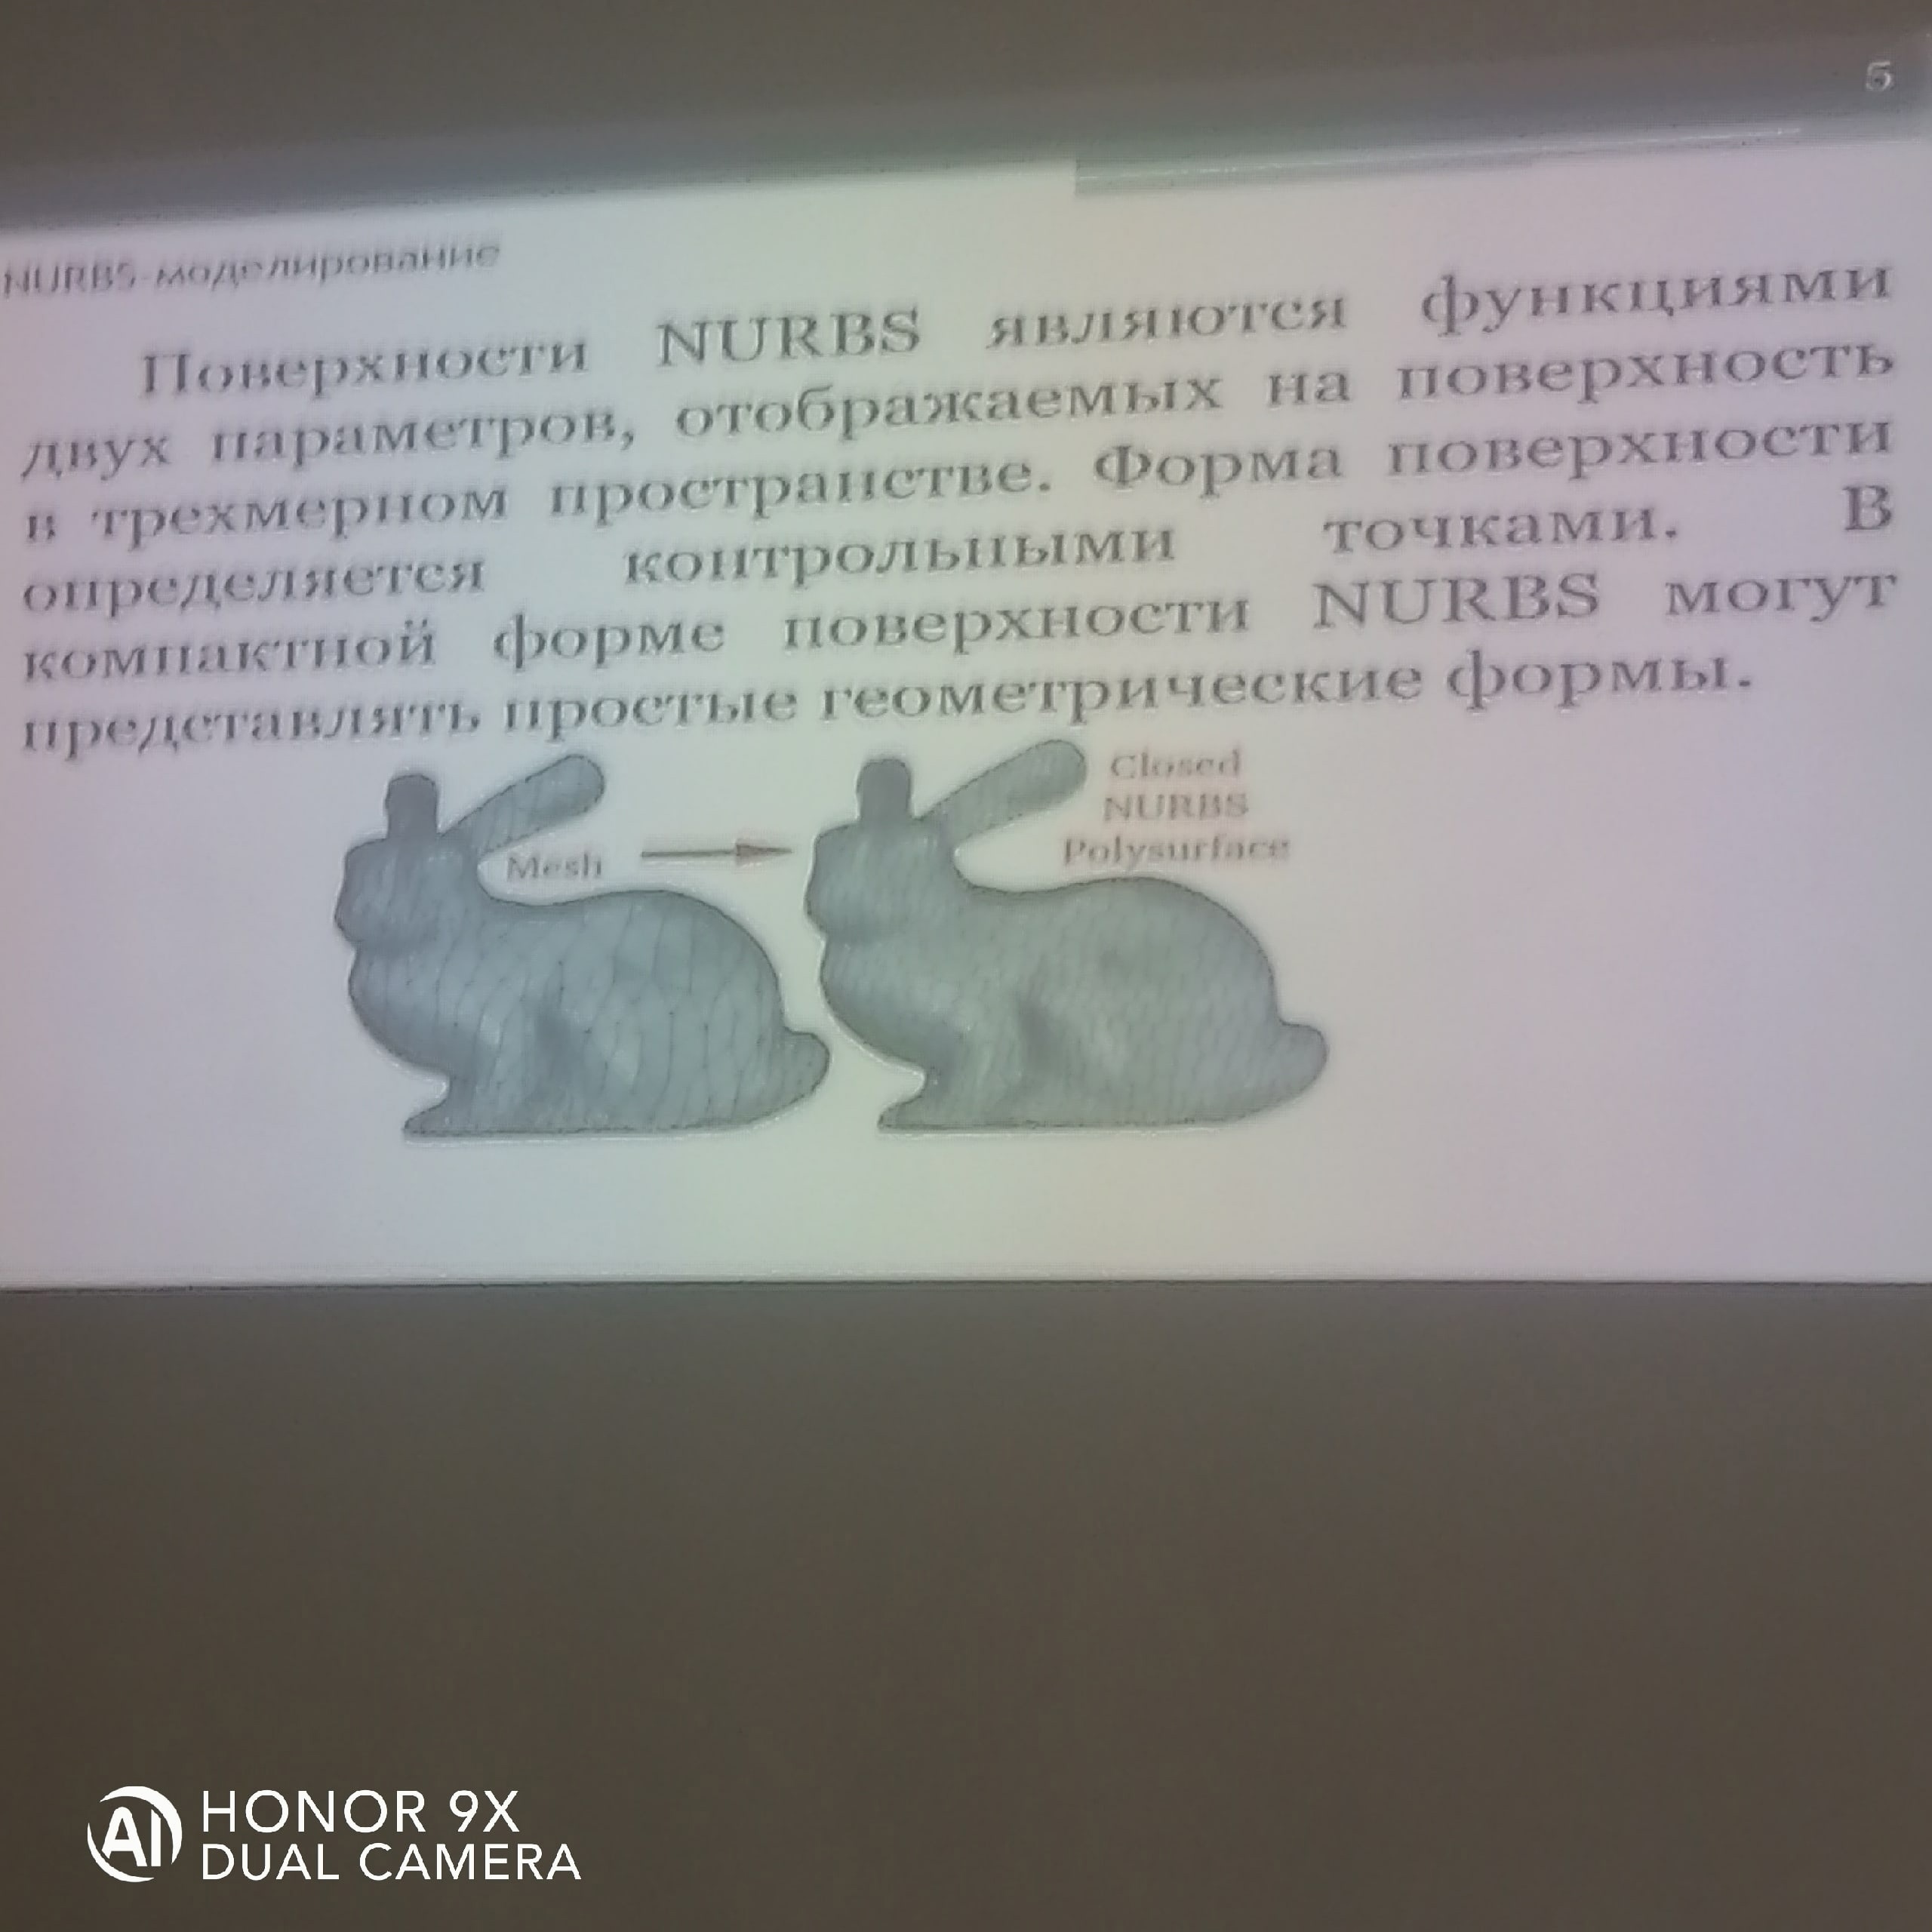 5
NURBS-моделирование
Поверхности NURBS являются функциями
двух параметров, отображаемых на поверхность
в трехмерном пространстве. Форма поверхности
определяется контрольными точками. В
компактной форме поверхности NURBS могут
представлять простые геометрические формы.
Mesh
Closed
NURBS
Polysurface
AI HONOR 9X
DUAL CAMERA